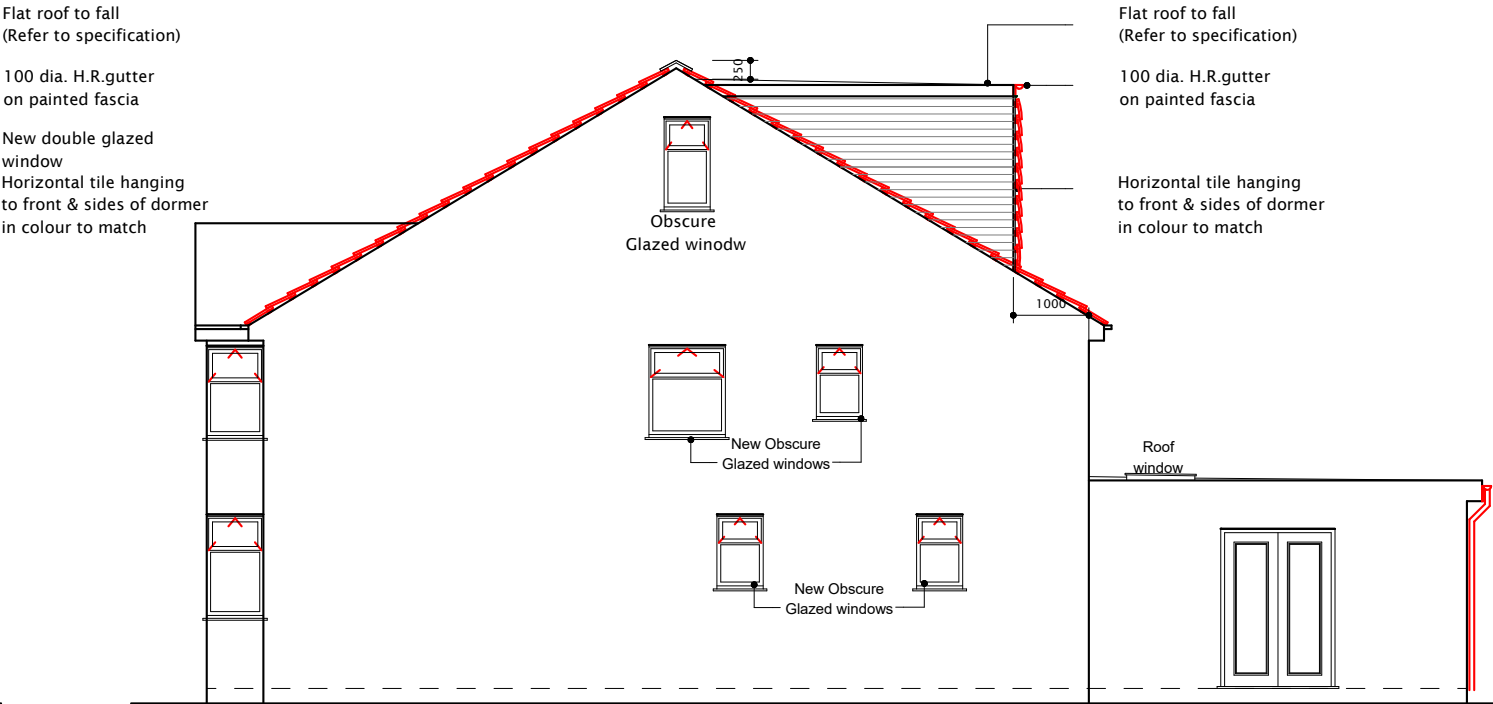 Flat roof to fall
(Refer to specification)
100 dia. H.R.gutter
on painted fascia
New double glazed
window
Horizontal tile hanging
to front & sides of dormer
in colour to match
250
Flat roof to fall
(Refer to specification)
100 dia. H.R.gutter
on painted fascia
Horizontal tile hanging
to front & sides of dormer
in colour to match
Obscure
Glazed winodw
1000
New Obscure
Glazed windows
Roof
window
New Obscure
Glazed windows